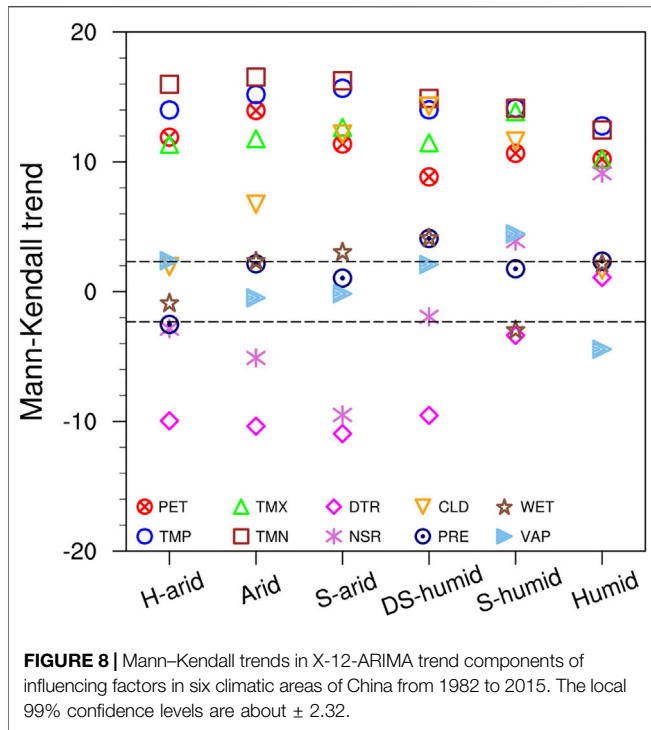 20
10
0
-10
-20
Mann-Kendall trend
PET TMX DTR CLD WET
TMP TMN NSR PRE VAP
H-arid Arid S-arid DS-humid S-humid Humid
FIGURE 8 | Mann–Kendall trends in X-12-ARIMA trend components of
influencing factors in six climatic areas of China from 1982 to 2015. The local
99% confidence levels are about ± 2.32.